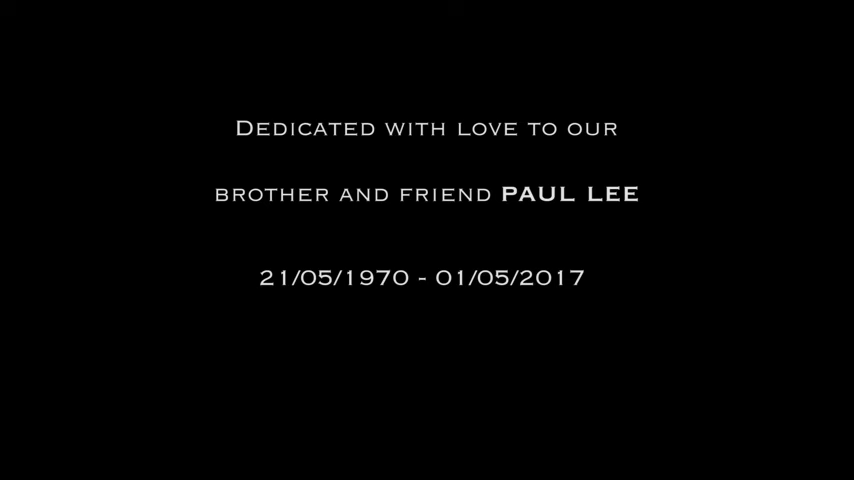 Dedicated with love to our
brother and friend PAUL LEE
21/05/1970 - 01/05/2017